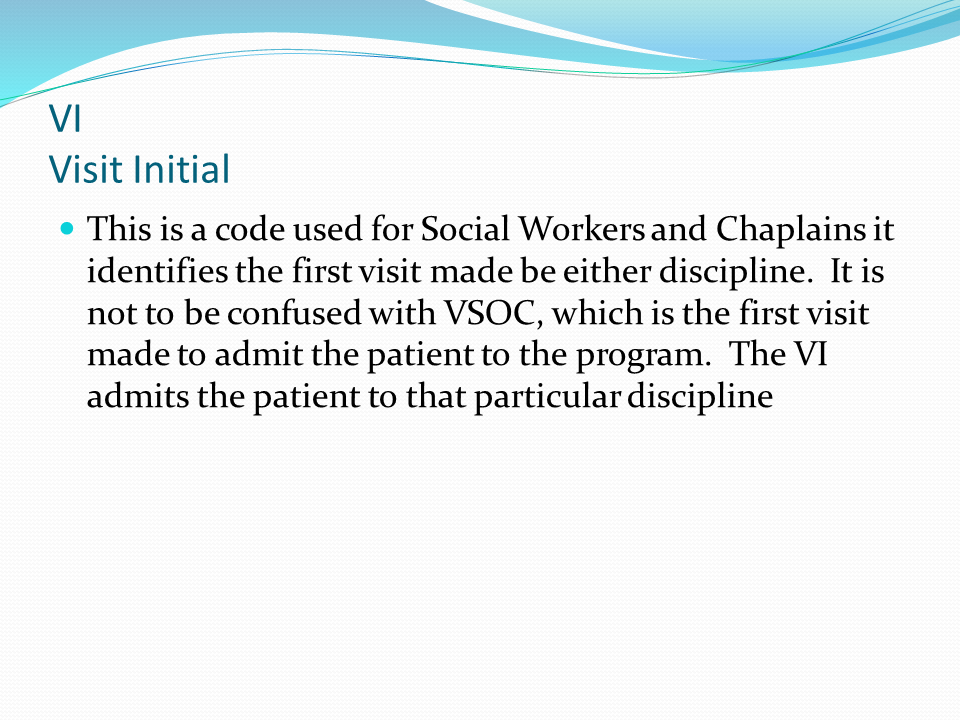 VI
Visit Initial
This is a code used for Social Workers and Chaplains it
identifies the first visit made be either discipline.  It is
not to be confused with VSOC, which is the first visit
made to admit the patient to the program.  The VI
admits the patient to that particular discipline